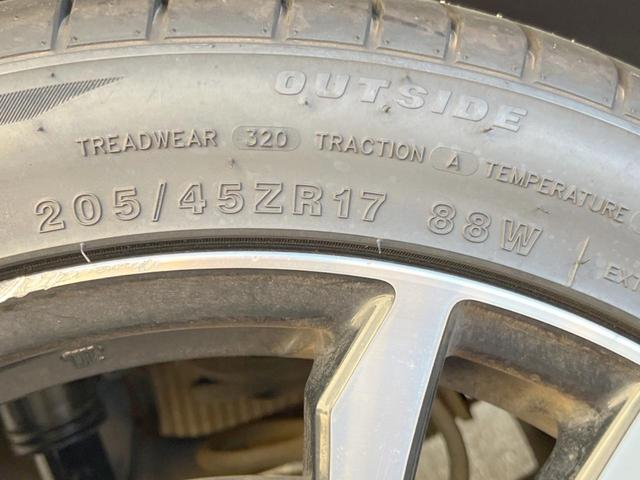 OUTSIDE
TREADWEAR 320 TRACTION A TEMPERATURE
205/45ZR17 88W